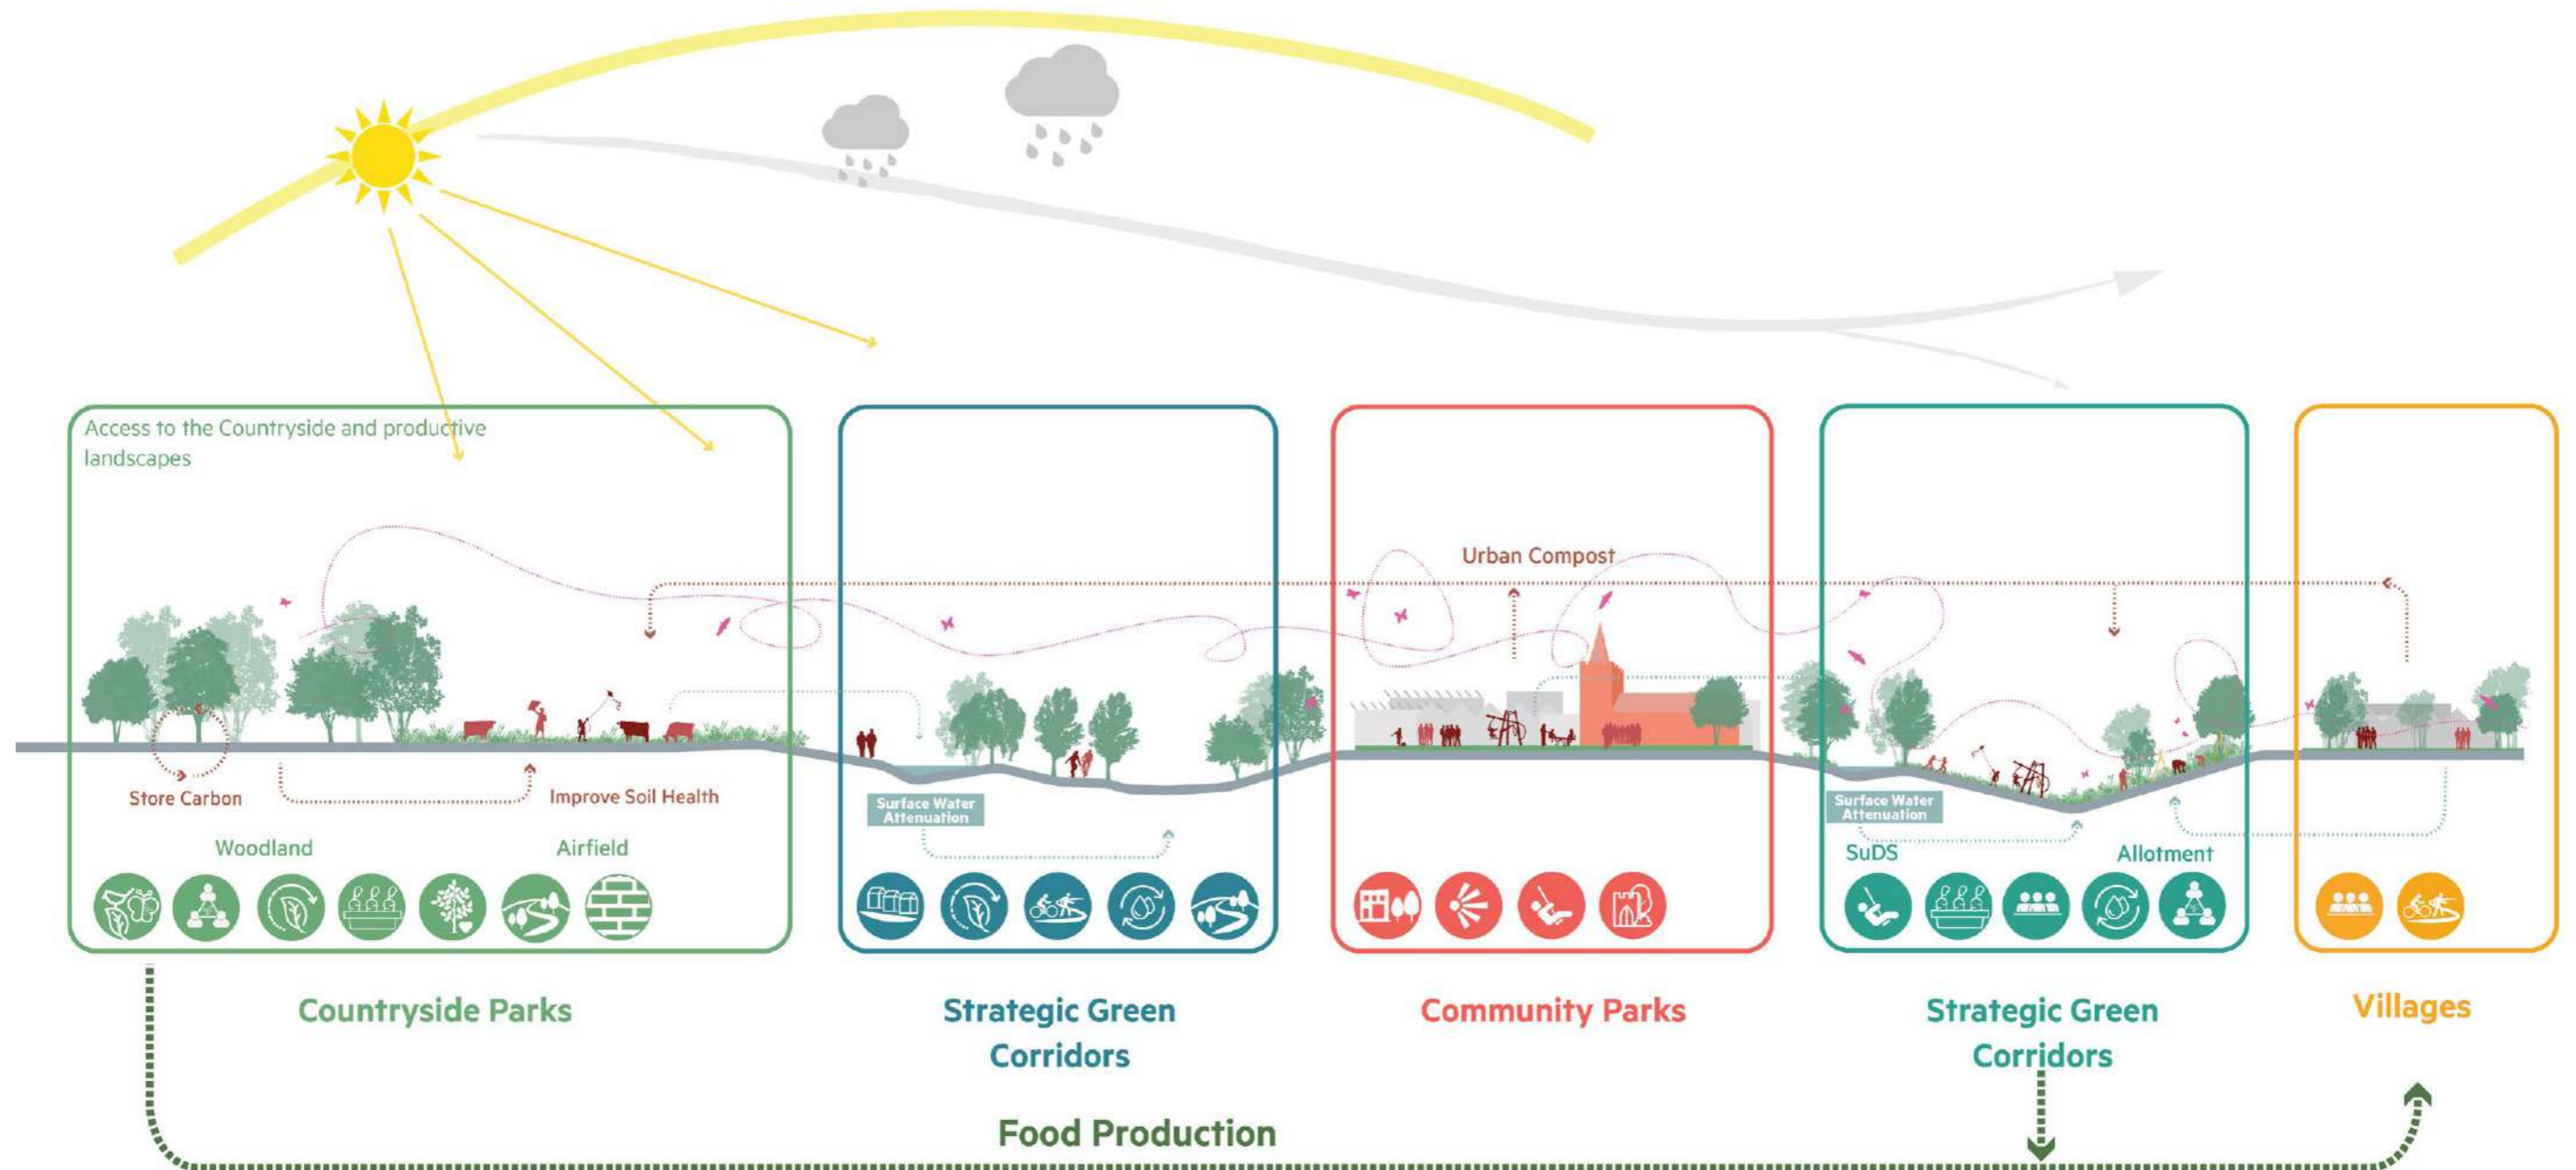 Access to the Countryside and productive
landscapes
Urban Compost
Store Carbon
Improve Soil Health
Surface Water
Attenuation
Surface Water
Attenuation
Woodland
Airfield
SuDS
Allotment
Countryside Parks
Strategic Green
Corridors
Community Parks
Strategic Green
Corridors
Villages
Food Production